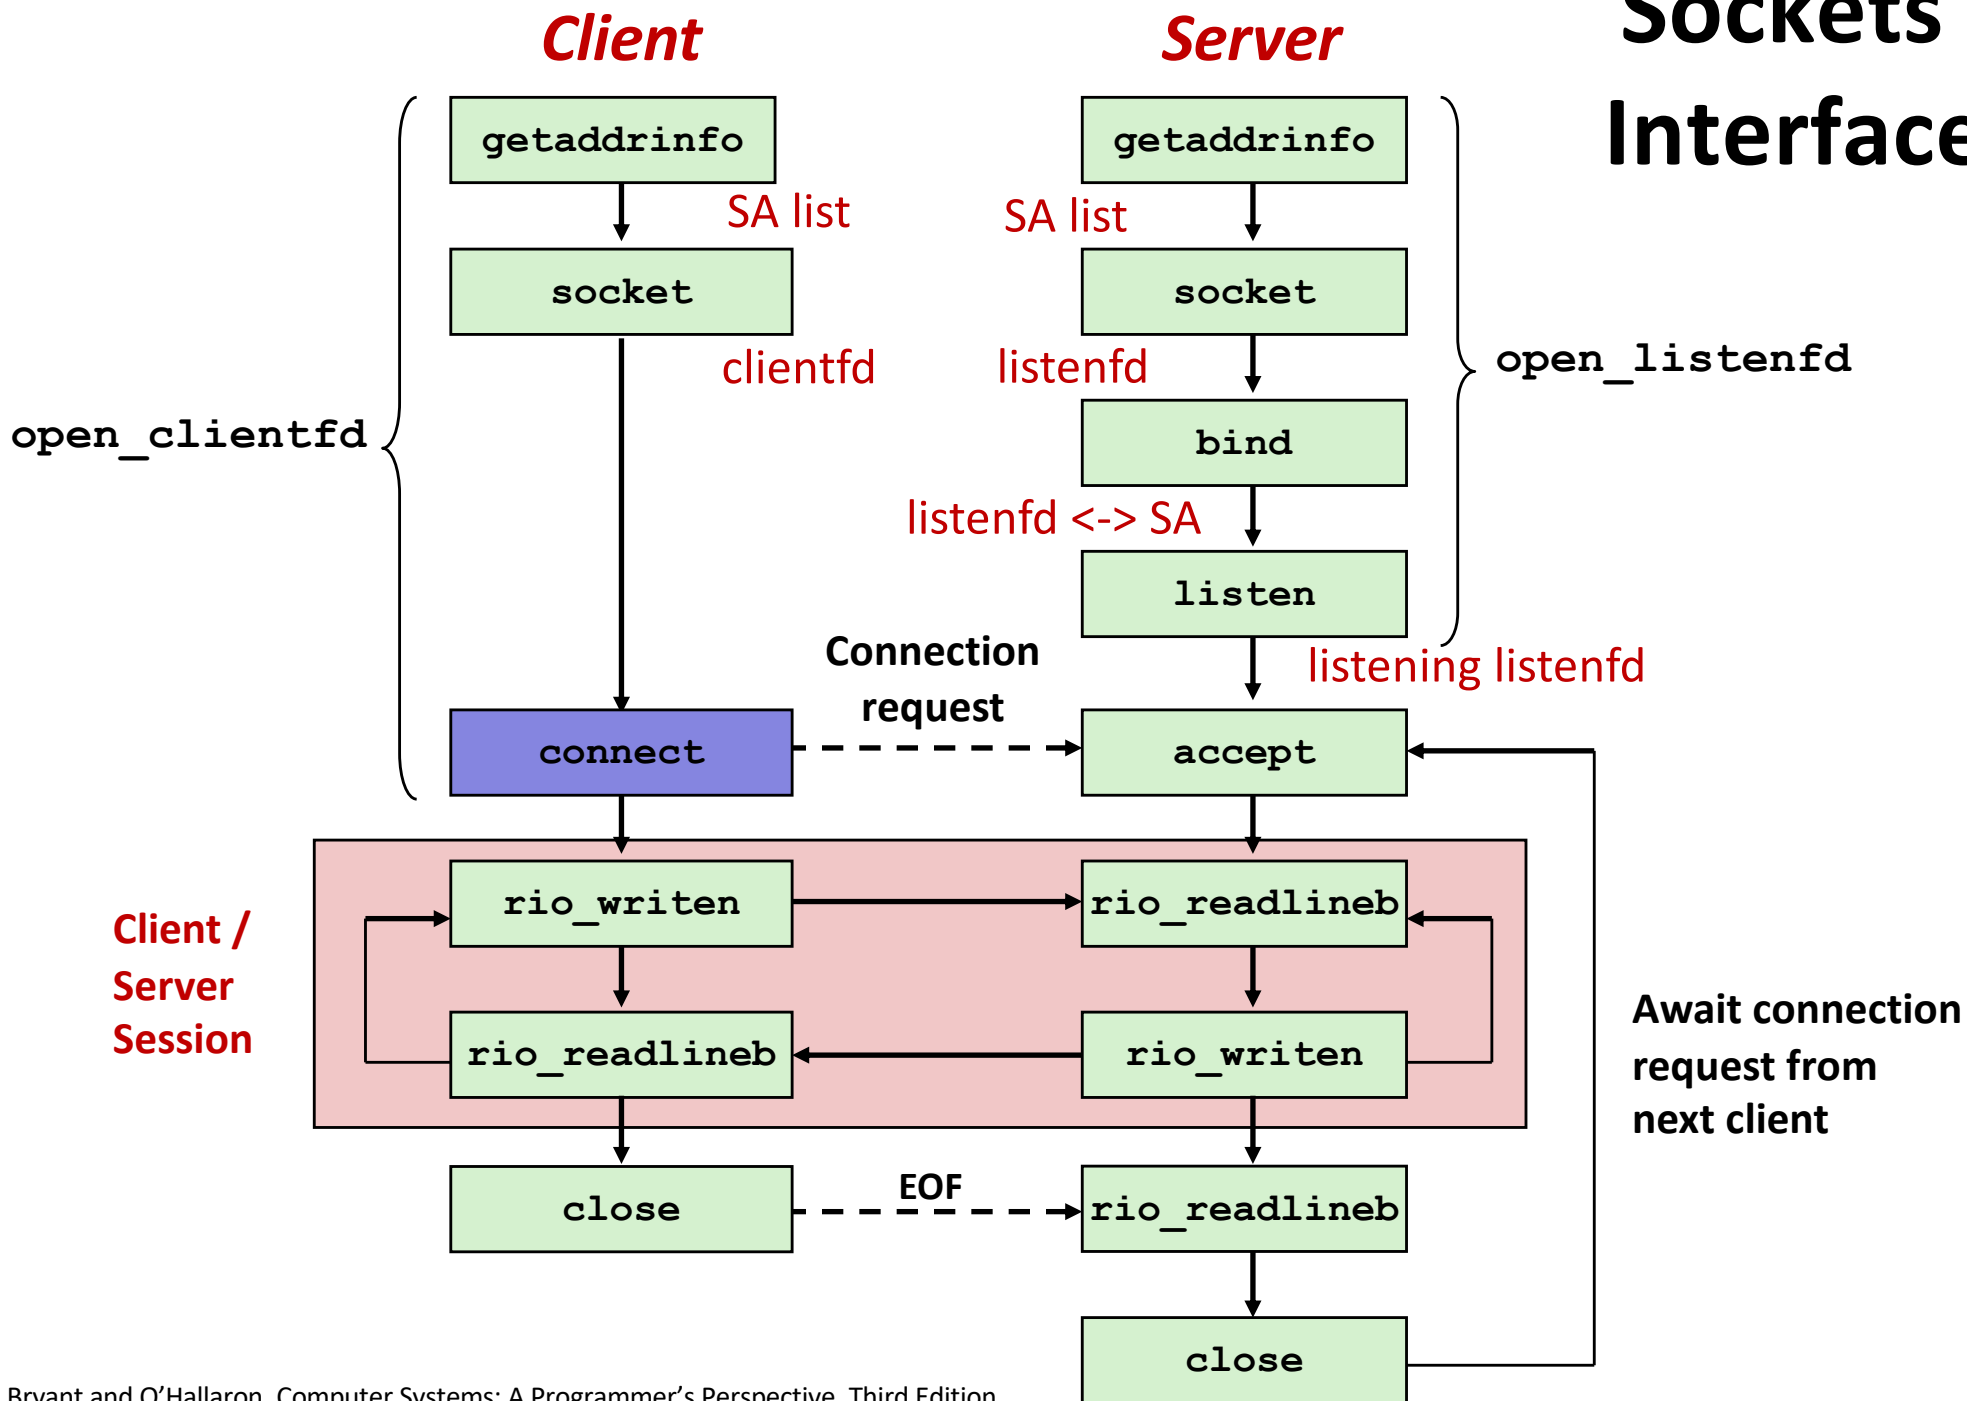 Sockets
Interface
Client
Server
getaddrinfo
getaddrinfo
SA list
SA list
socket
socket
clientfd
listenfd
open_listenfd
open_clientfd
bind
listenfd <-> SA
listen
Connection
request
listening listenfd
connect
accept
rio_writen
rio_readlineb
Client /
Server
Session
rio_readlineb
rio_writen
Await connection
request from
next client
close
EOF
rio_readlineb
close
Bryant and O'Hallaron, Computer Systems: A Programmer's Perspective, Third Edition